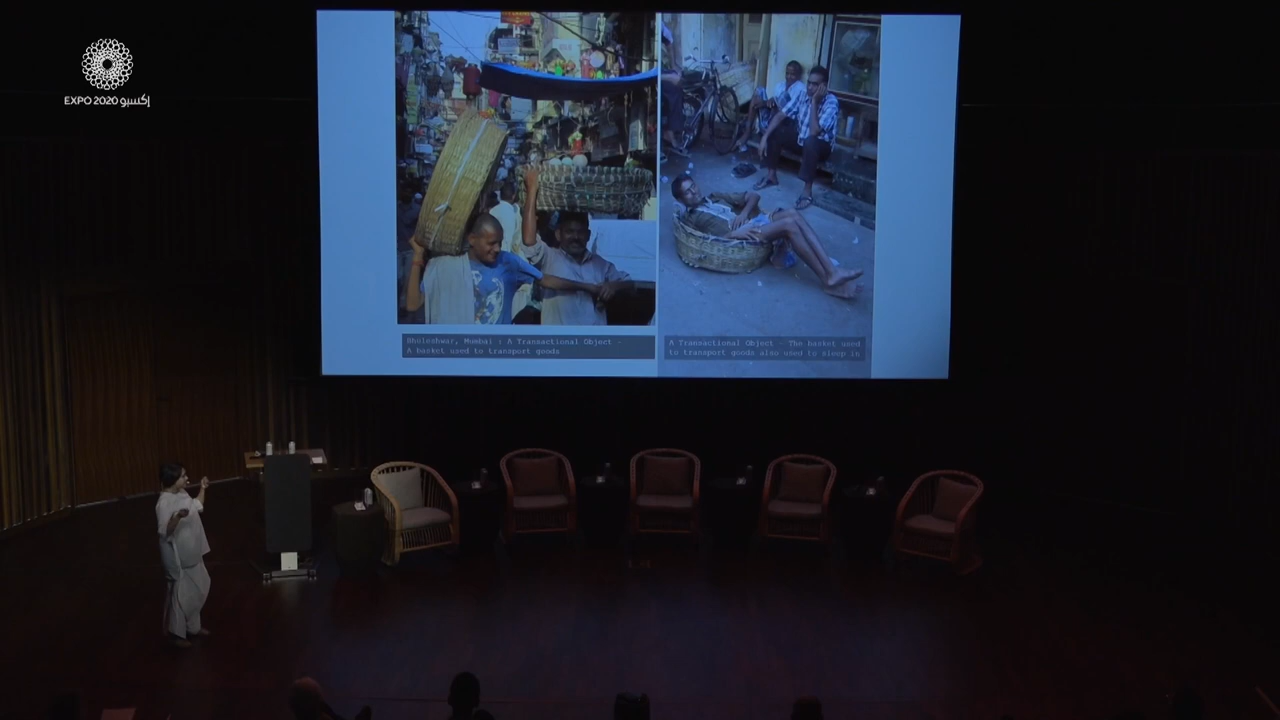 EXPO 2020 إكسبو
Bhuleshwar, Mumbai : A Transactional Object -
A basket used to transport goods
A Transactional Object - The basket used
to transport goods also used to sleep in